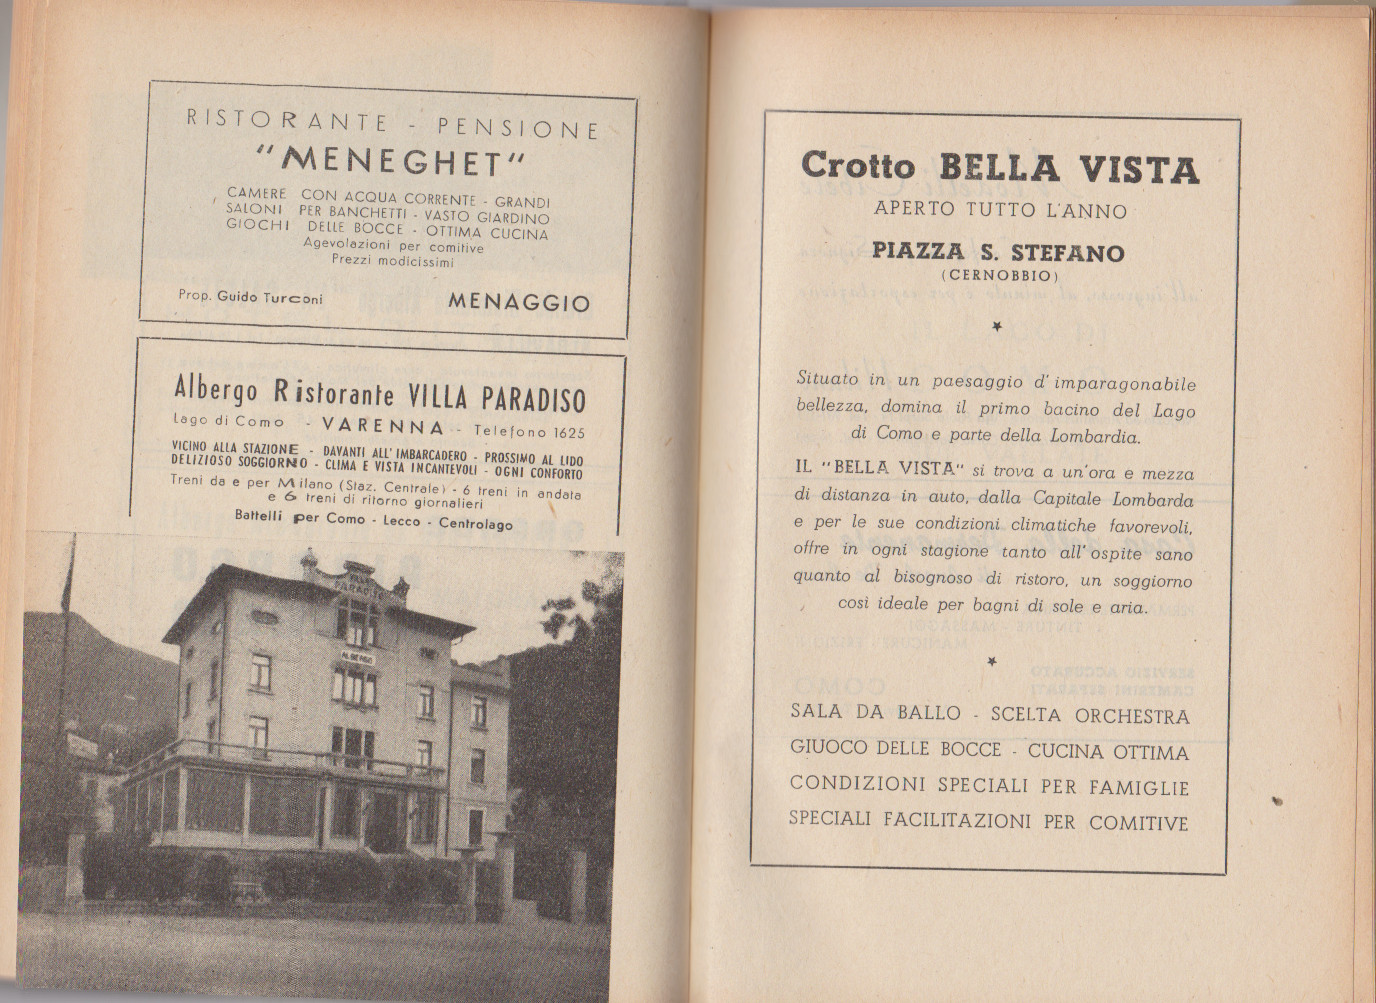 RISTORANTE - PENSIONE
"MENEGHET"
CAMERE CON ACQUA CORRENTE - GRANDI
SALONI PER BANCHETTI - VASTO GIARDINO
GIOCHI DELLE BOCCE - OTTIMA CUCINA
Agevolazioni per comitive
Prezzi modicissimi
Prop. Guido Turconi MENAGGIO
Albergo Ristorante VILLA PARADISO
Lago di Como - VARENNA - Telefono 1625
VICINO ALLA STAZIONE - DAVANTI ALL'IMBARCADERO - PROSSIMO AL LIDO
DELIZIOSO SOGGIORNO - CLIMA E VISTA INCANTEVOLI - OGNI CONFORTO
Treni da e per Milano (Staz. Centrale) - 6 treni in andata
e 6 treni di ritorno giornalieri
Battelli per Como - Lecco - Centrolago
PARADISO
ALBERGO
Crotto BELLA VISTA
APERTO TUTTO L'ANNO
PIAZZA S. STEFANO
(CERNOBBIO)
Situato in un paesaggio d'imparagonabile
bellezza, domina il primo bacino del Lago
di Como e parte della Lombardia.
IL "BELLA VISTA" si trova a un'ora e mezza
di distanza in auto, dalla Capitale Lombarda
e per le sue condizioni climatiche favorevoli,
offre in ogni stagione tanto all'ospite sano
quanto al bisognoso di ristoro, un soggiorno
così ideale per bagni di sole e aria.
SALA DA BALLO - SCELTA ORCHESTRA
GIUOCO DELLE BOCCE - CUCINA OTTIMA
CONDIZIONI SPECIALI PER FAMIGLIE
SPECIALI FACILITAZIONI PER COMITIVE